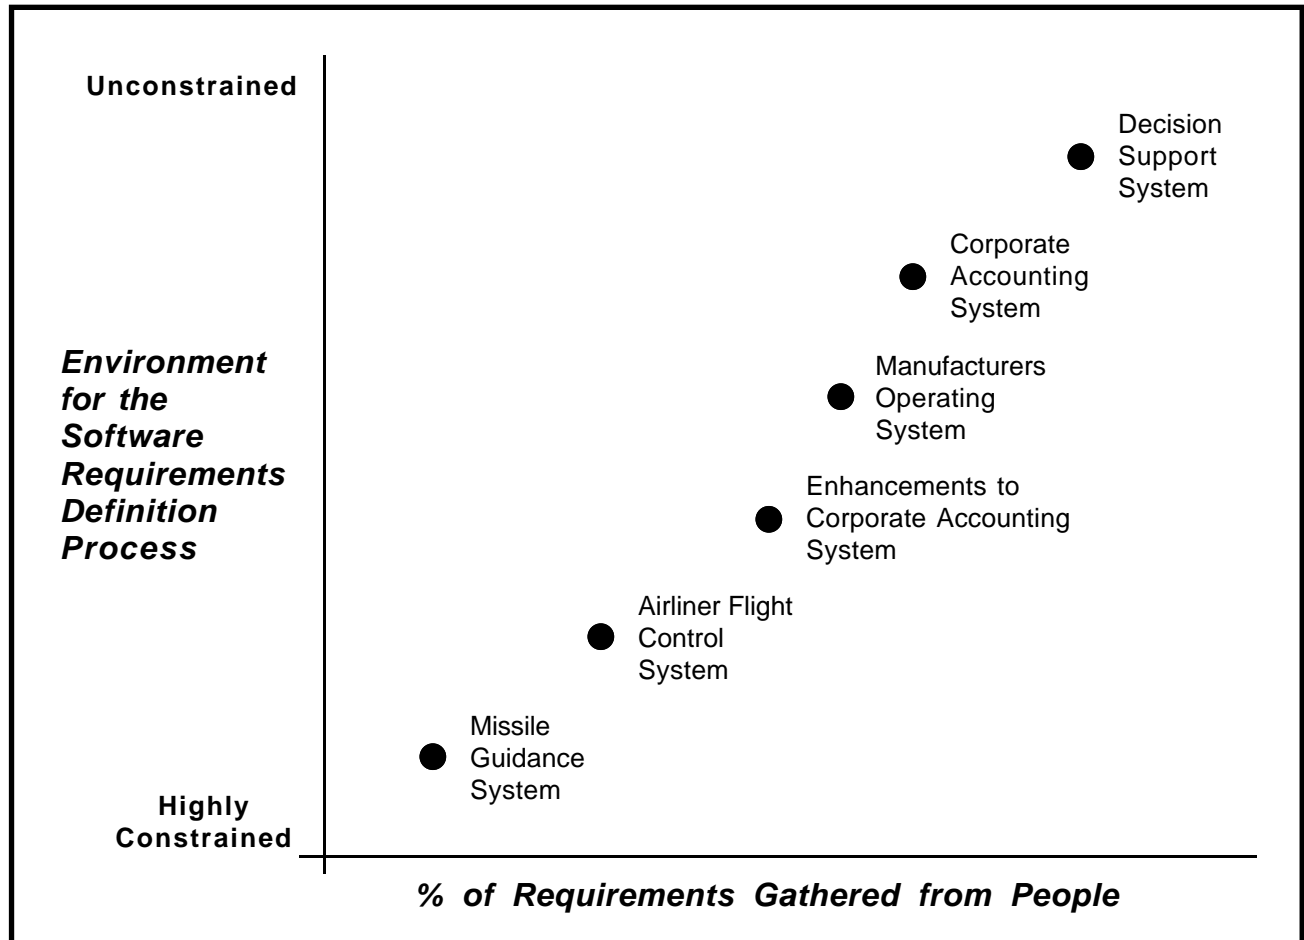 Unconstrained
Decision
Support
System
Corporate
Accounting
System
Environment
for the
Software
Requirements
Definition
Process
Manufacturers
Operating
System
Enhancements to
Corporate Accounting
System
Airliner Flight
Control
System
Missile
Guidance
System
Highly
Constrained
% of Requirements Gathered from People